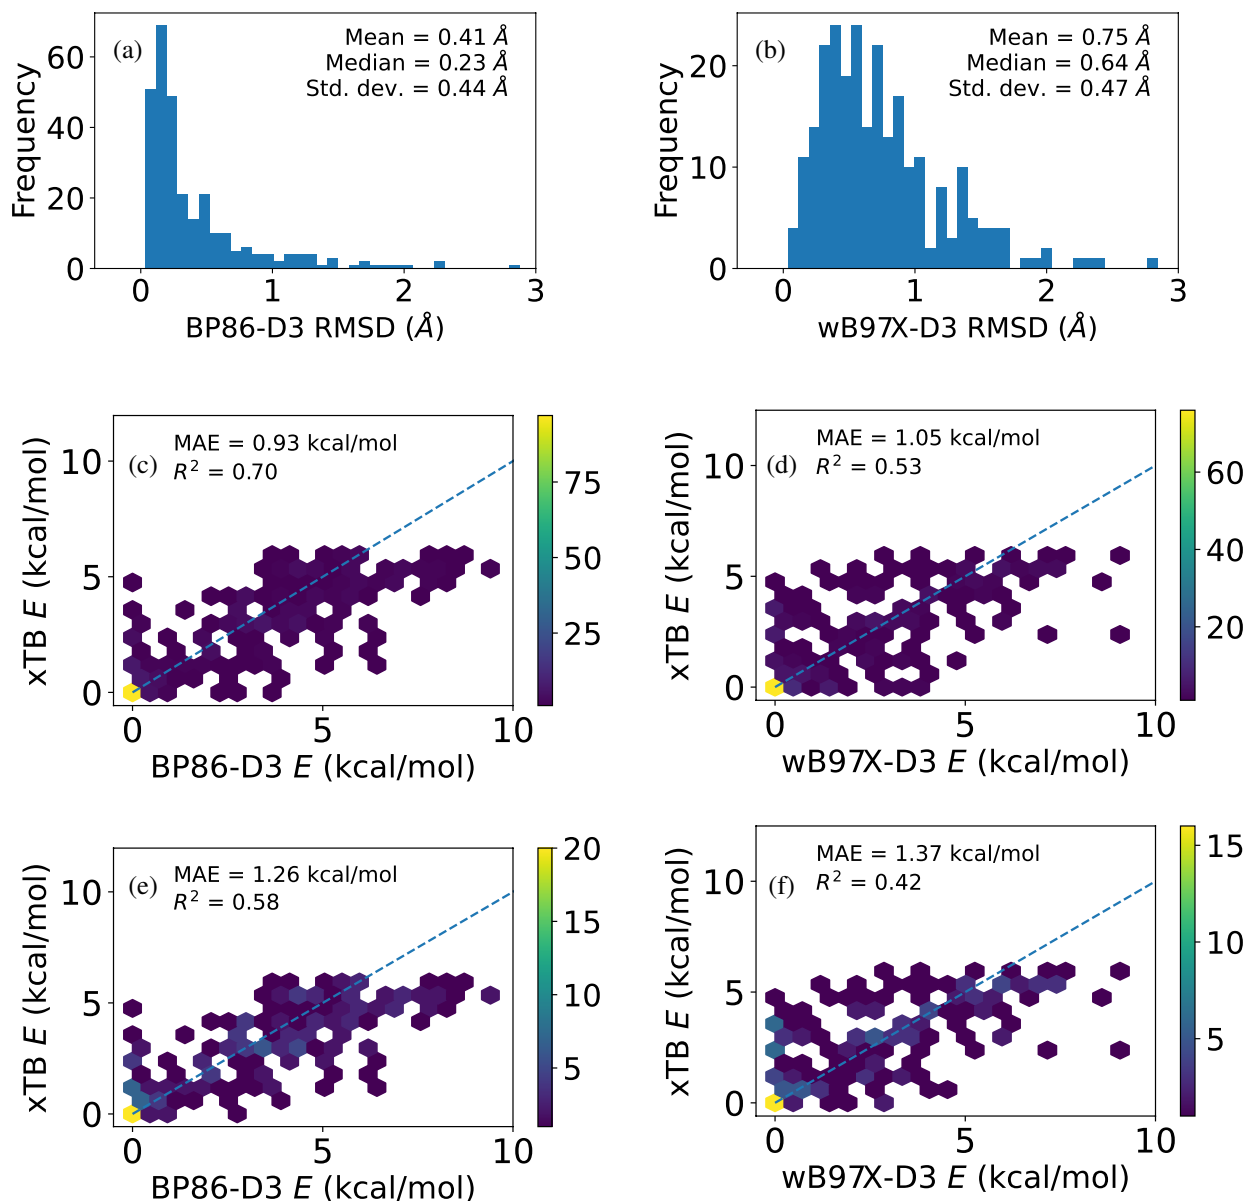 (a)
Mean = 0.41 Å
Median = 0.23 Å
Std. dev. = 0.44 Å
Frequency
60
40
20
0
0 1 2 3
BP86-D3 RMSD (Å)
(b)
Mean = 0.75 Å
Median = 0.64 Å
Std. dev. = 0.47 Å
Frequency
20
10
0
0 1 2 3
wB97X-D3 RMSD (Å)
(c)
MAE = 0.93 kcal/mol
R² = 0.70
xTB E (kcal/mol)
10
5
0
0 5 10
BP86-D3 E (kcal/mol)
75
50
25
(d)
MAE = 1.05 kcal/mol
R² = 0.53
xTB E (kcal/mol)
10
5
0
0 5 10
wB97X-D3 E (kcal/mol)
60
40
20
(e)
MAE = 1.26 kcal/mol
R² = 0.58
xTB E (kcal/mol)
10
5
0
0 5 10
BP86-D3 E (kcal/mol)
20
15
10
5
(f)
MAE = 1.37 kcal/mol
R² = 0.42
xTB E (kcal/mol)
10
5
0
0 5 10
wB97X-D3 E (kcal/mol)
15
10
5